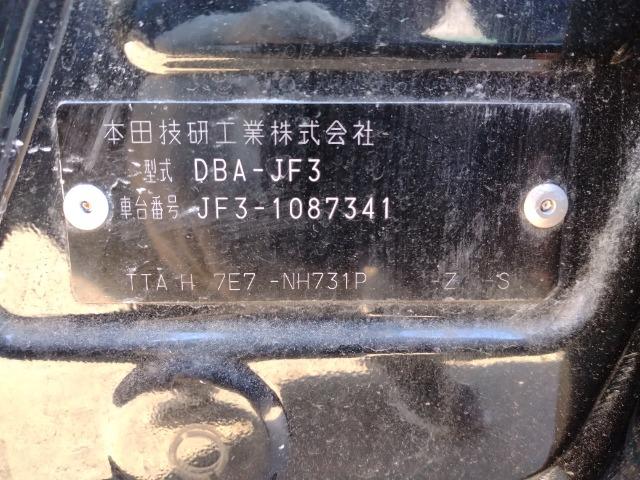 本田技研工業株式会社
型式 DBA-JF3
車台番号 JF3-1087341
TTA H 7E7 -NH731P -Z -S